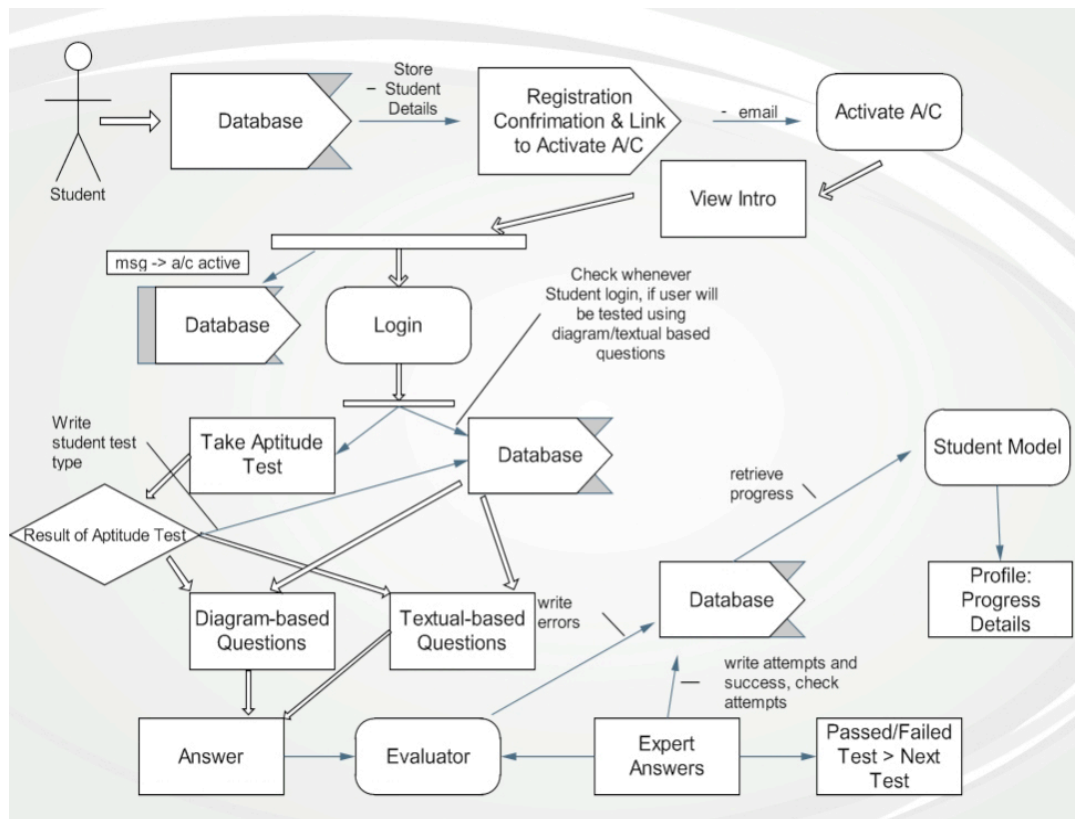 Student
Database
Store
– Student
Details
Registration
Confrimation & Link
to Activate A/C
- email
Activate A/C
View Intro
msg -> a/c active
Database
Login
Check whenever
Student login, if user will
be tested using
diagram/textual based
questions
Write
student test
type
Take Aptitude
Test
Database
Student Model
retrieve
progress
Result of Aptitude Test
Diagram-based
Questions
Textual-based
Questions
write
errors
Database
Profile:
Progress
Details
write attempts and
success, check
attempts
Answer
Evaluator
Expert
Answers
Passed/Failed
Test > Next
Test